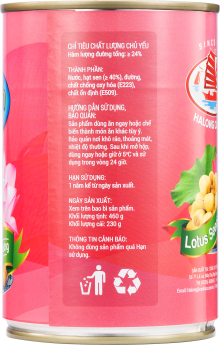 SINCE
HALONG
CHỈ TIÊU CHẤT LƯỢNG CHỦ YẾU
Hàm lượng đường tổng: ≥ 24%
THÀNH PHẦN:
Nước, hạt sen (≥ 40%), đường,
chất chống oxy hóa (E223),
chất ổn định (E509).
HƯỚNG DẪN SỬ DỤNG,
BẢO QUẢN:
Sản phẩm dùng ăn ngay hoặc chế
biến thành món ăn khác tùy ý.
Bảo quản nơi khô ráo, thoáng mát,
nhiệt độ thường. Sau khi mở hộp,
dùng ngay hoặc giữ ở 5°C và sử
dụng trong vòng 24 giờ.
HẠN SỬ DỤNG:
1 năm kể từ ngày sản xuất.
NGÀY SẢN XUẤT:
Xem trên bao bì sản phẩm.
Khối lượng tịnh: 460 g
Khối lượng cái: 230 g
THÔNG TIN CẢNH BÁO:
Không dùng sản phẩm quá Hạn
sử dụng.
Lotus Se